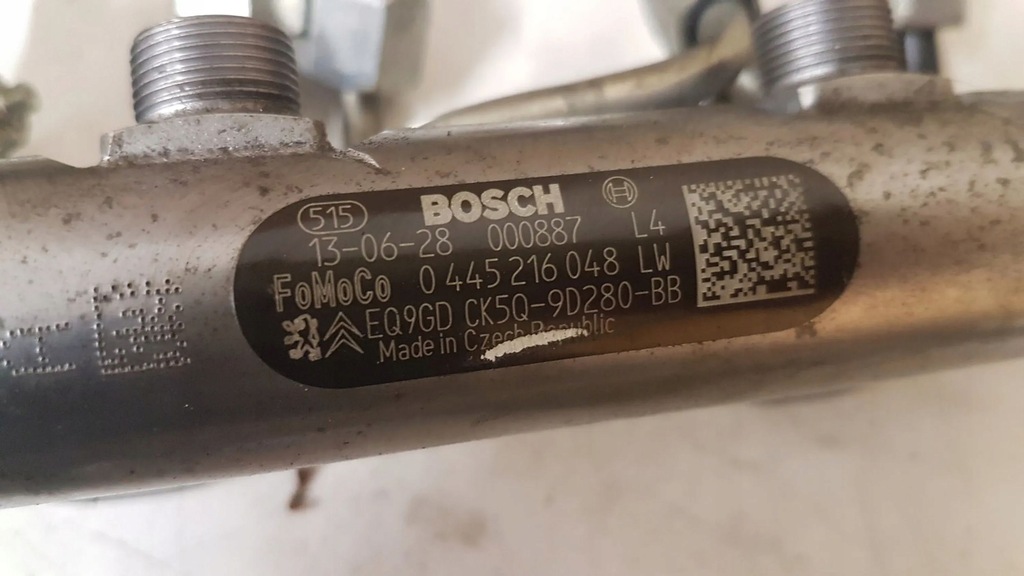 515 BOSCH
13-06-28 000887 L4
FoMoCo 0 445 216 048 LW
EQ9GD CK5Q-9D280-BB
Made in Czech Republic